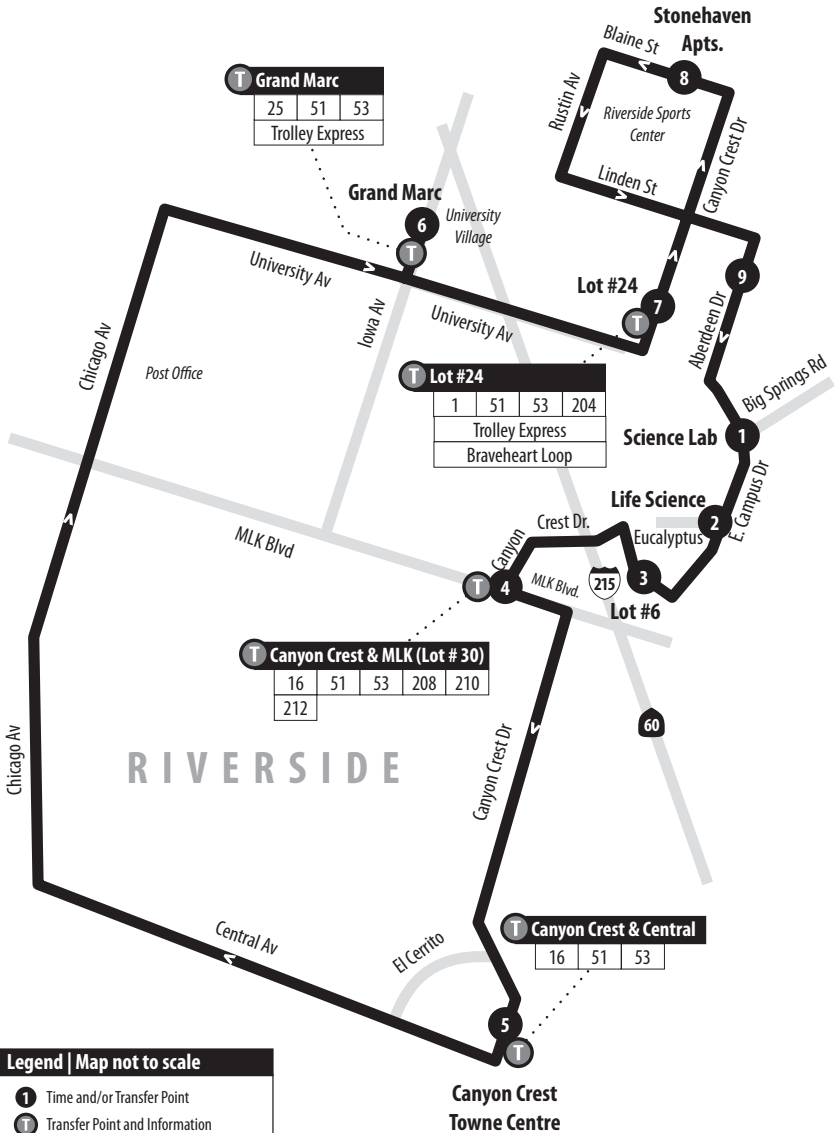 Stonehaven
Apts.
Blaine St
8
T Grand Marc
25 51 53
Trolley Express
Rustin Av
Riverside Sports
Center
Canyon Crest Dr
Linden St
Grand Marc
6
University
Village
T
University Av
Iowa Av
University Av
Lot #24
7
T
9
Aberdeen Dr
Chicago Av
Post Office
T Lot #24
1 51 53 204
Trolley Express
Braveheart Loop
Big Springs Rd
Science Lab
1
E. Campus Dr
Life Science
2
Eucalyptus
Crest Dr.
Canyon
MLK Blvd
T
4
MLK Blvd.
215
3
Lot #6
T Canyon Crest & MLK (Lot # 30)
16 51 53 208 210
212
60
RIVERSIDE
Canyon Crest Dr
Chicago Av
Central Av
El Cerrito
T Canyon Crest & Central
16 51 53
5
T
Canyon Crest
Towne Centre
Legend | Map not to scale
1 Time and/or Transfer Point
T Transfer Point and Information